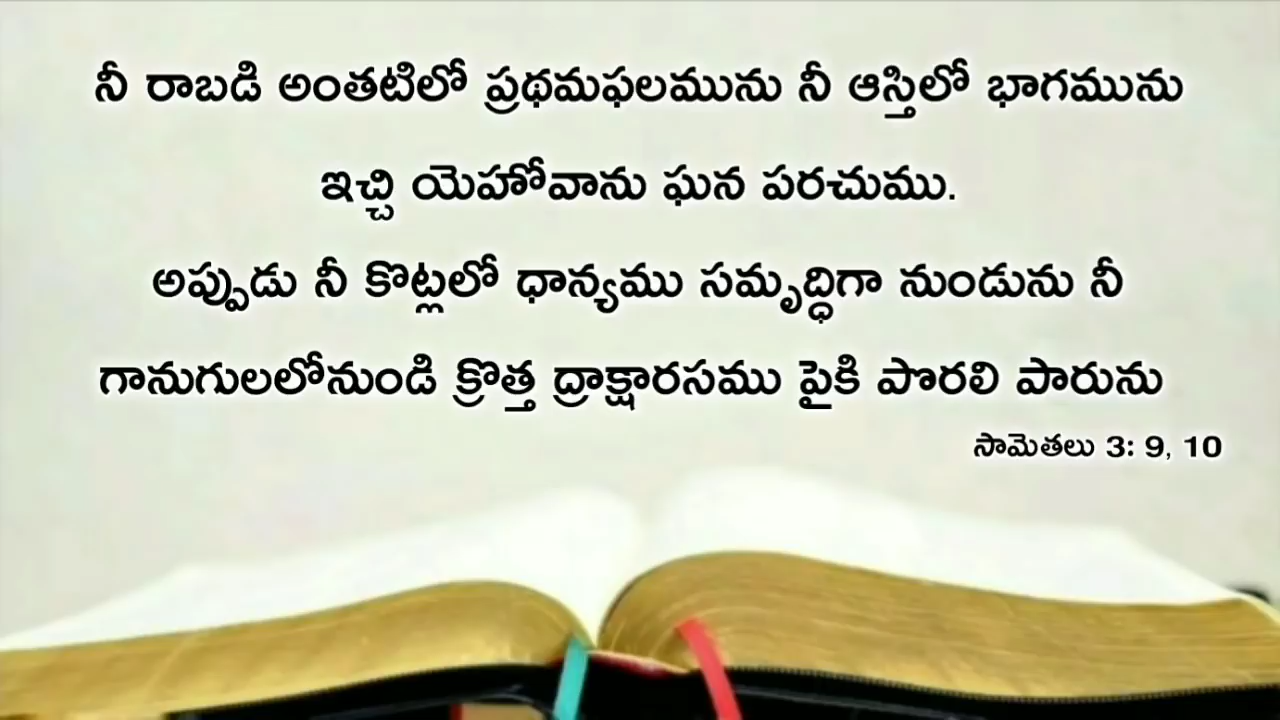 నీ రాబడి అంతటిలో ప్రథమఫలమును నీ ఆస్తిలో భాగమును
ఇచ్చి యెహోవాను ఘన పరచుము.
అప్పుడు నీ కొట్లలో ధాన్యము సమృద్ధిగా నుండును నీ
గానుగులలోనుండి క్రొత్త ద్రాక్షారసము పైకి పొరలి పారును
సామెతలు 3: 9, 10